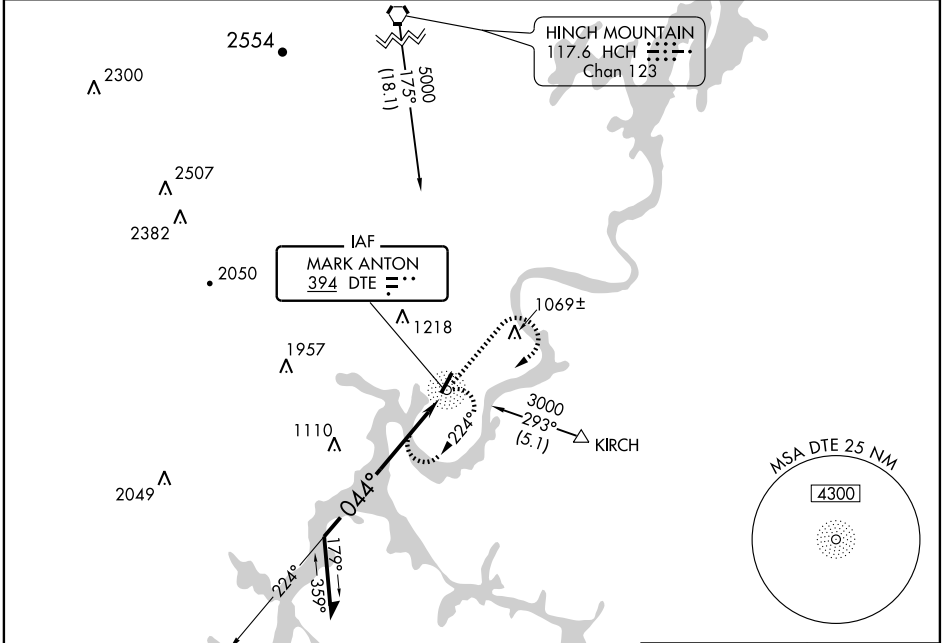 HINCH MOUNTAIN
117.6 HCH
Chan 123
2554
2300
5000
175°
(18.1)
2507
2382
IAF
MARK ANTON
394 DTE
2050
1069±
1218
1957
3000
293°
(5.1)
KIRCH
224°
1110
MSA DTE 25 NM
4300
2049
044°
179°
359°
224°